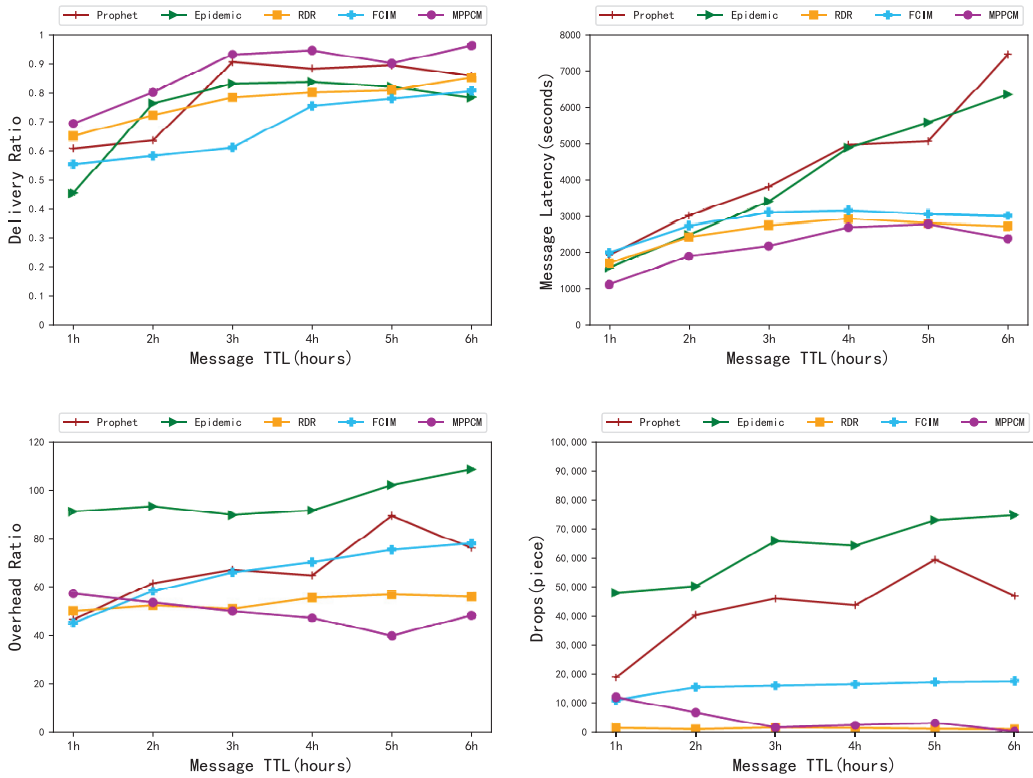 Prophet Epidemic RDR FCIM MPPCM
1
0.9
0.8
0.7
0.6
0.5
0.4
0.3
0.2
0.1
0
Delivery Ratio
1h 2h 3h 4h 5h 6h
Message TTL(hours)
Prophet Epidemic RDR FCIM MPPCM
8000
7000
6000
5000
4000
3000
2000
1000
0
Message Latency(seconds)
1h 2h 3h 4h 5h 6h
Message TTL(hours)
Prophet Epidemic RDR FCIM MPPCM
120
100
80
60
40
20
0
Overhead Ratio
1h 2h 3h 4h 5h 6h
Message TTL(hours)
Prophet Epidemic RDR FCIM MPPCM
100,000
90,000
80,000
70,000
60,000
50,000
40,000
30,000
20,000
10,000
0
Drops(piece)
1h 2h 3h 4h 5h 6h
Message TTL(hours)